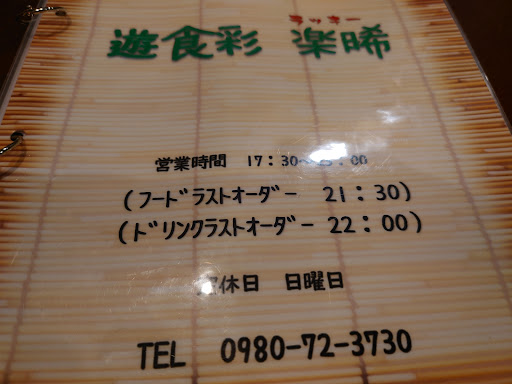 ラッキー
遊食彩 楽晞
営業時間 17:30~ :00
(フードラストオーダー 21:30)
(ドリンクラストオーダー 22:00)
休日 日曜日
TEL 0980-72-3730